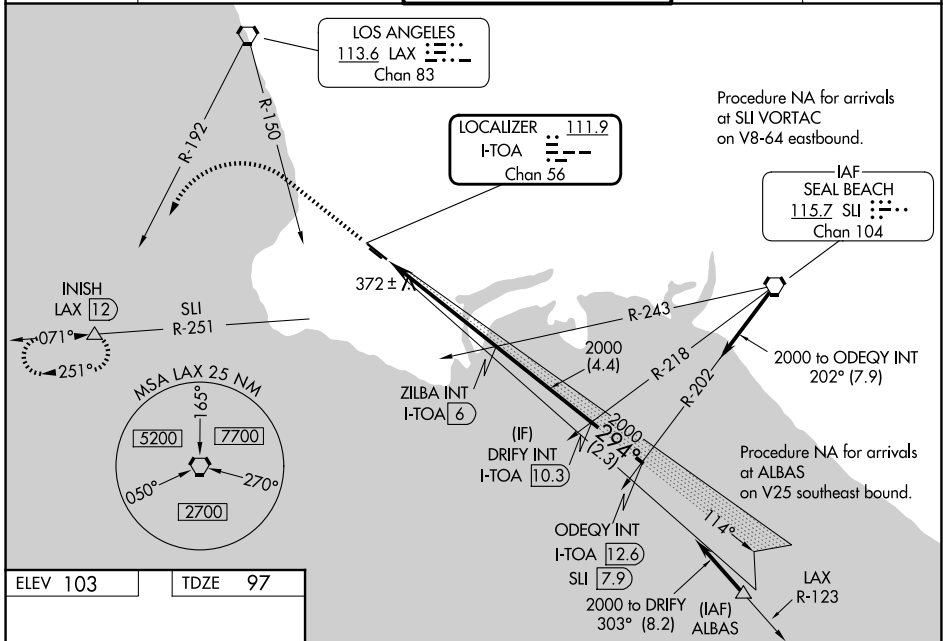 LOS ANGELES
113.6 LAX
Chan 83
R-192
R-150
LOCALIZER 111.9
I-TOA
Chan 56
Procedure NA for arrivals
at SLI VORTAC
on V8-64 eastbound.
IAF
SEAL BEACH
115.7 SLI
Chan 104
372 ±
INISH
LAX 12
SLI
R-251
071°
251°
R-243
R-218
R-202
2000
(4.4)
2000 to ODEQY INT
202° (7.9)
ZILBA INT
I-TOA 6
(IF)
DRIFY INT
I-TOA 10.3
2000
294°
(2.3)
MSA LAX 25 NM
165°
5200
7700
050°
270°
2700
Procedure NA for arrivals
at ALBAS
on V25 southeast bound.
114°
ODEQY INT
I-TOA 12.6
SLI 7.9
2000 to DRIFY
303° (8.2)
(IAF)
ALBAS
LAX
R-123
ELEV 103
TDZE 97